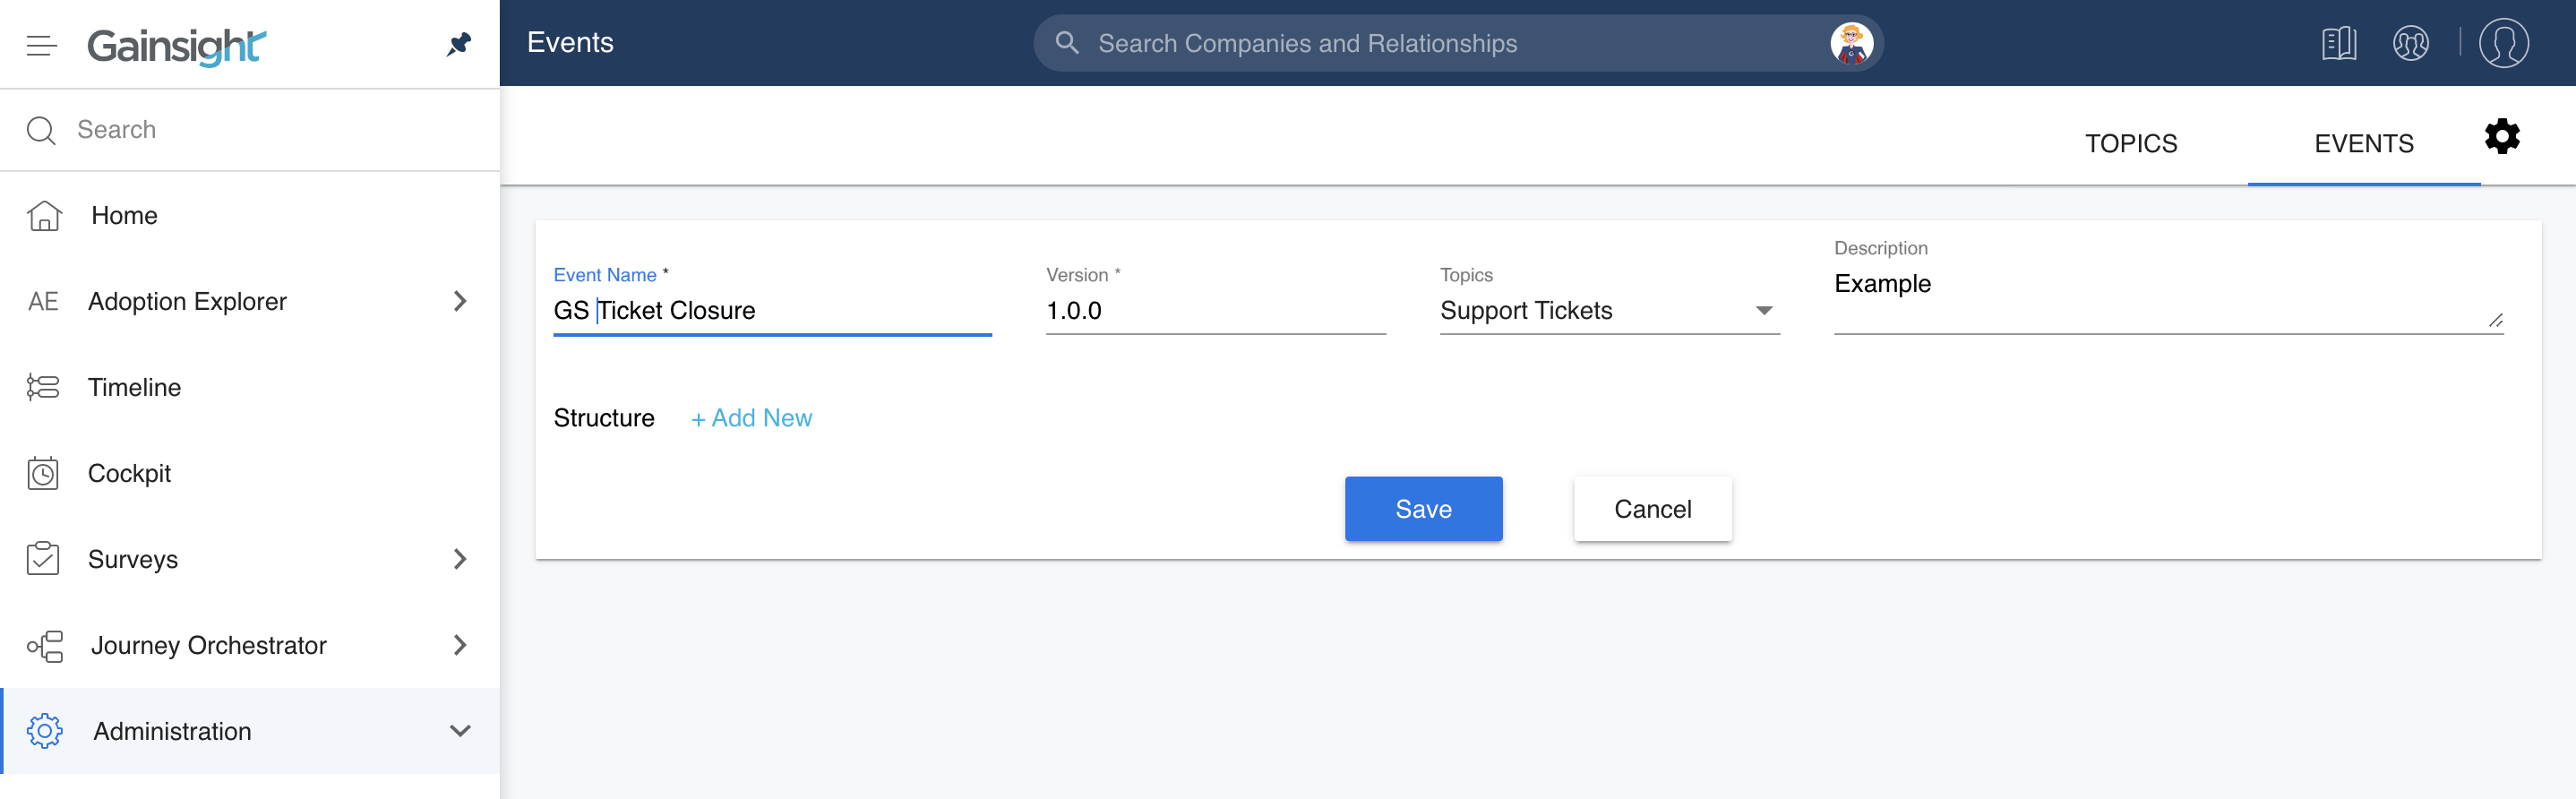 Gainsight
Events
Search Companies and Relationships
Search
TOPICS
EVENTS
Home
AE Adoption Explorer
Timeline
Cockpit
Surveys
Journey Orchestrator
Administration
Event Name *
GS Ticket Closure
Version *
1.0.0
Topics
Support Tickets
Description
Example
Structure + Add New
Save
Cancel